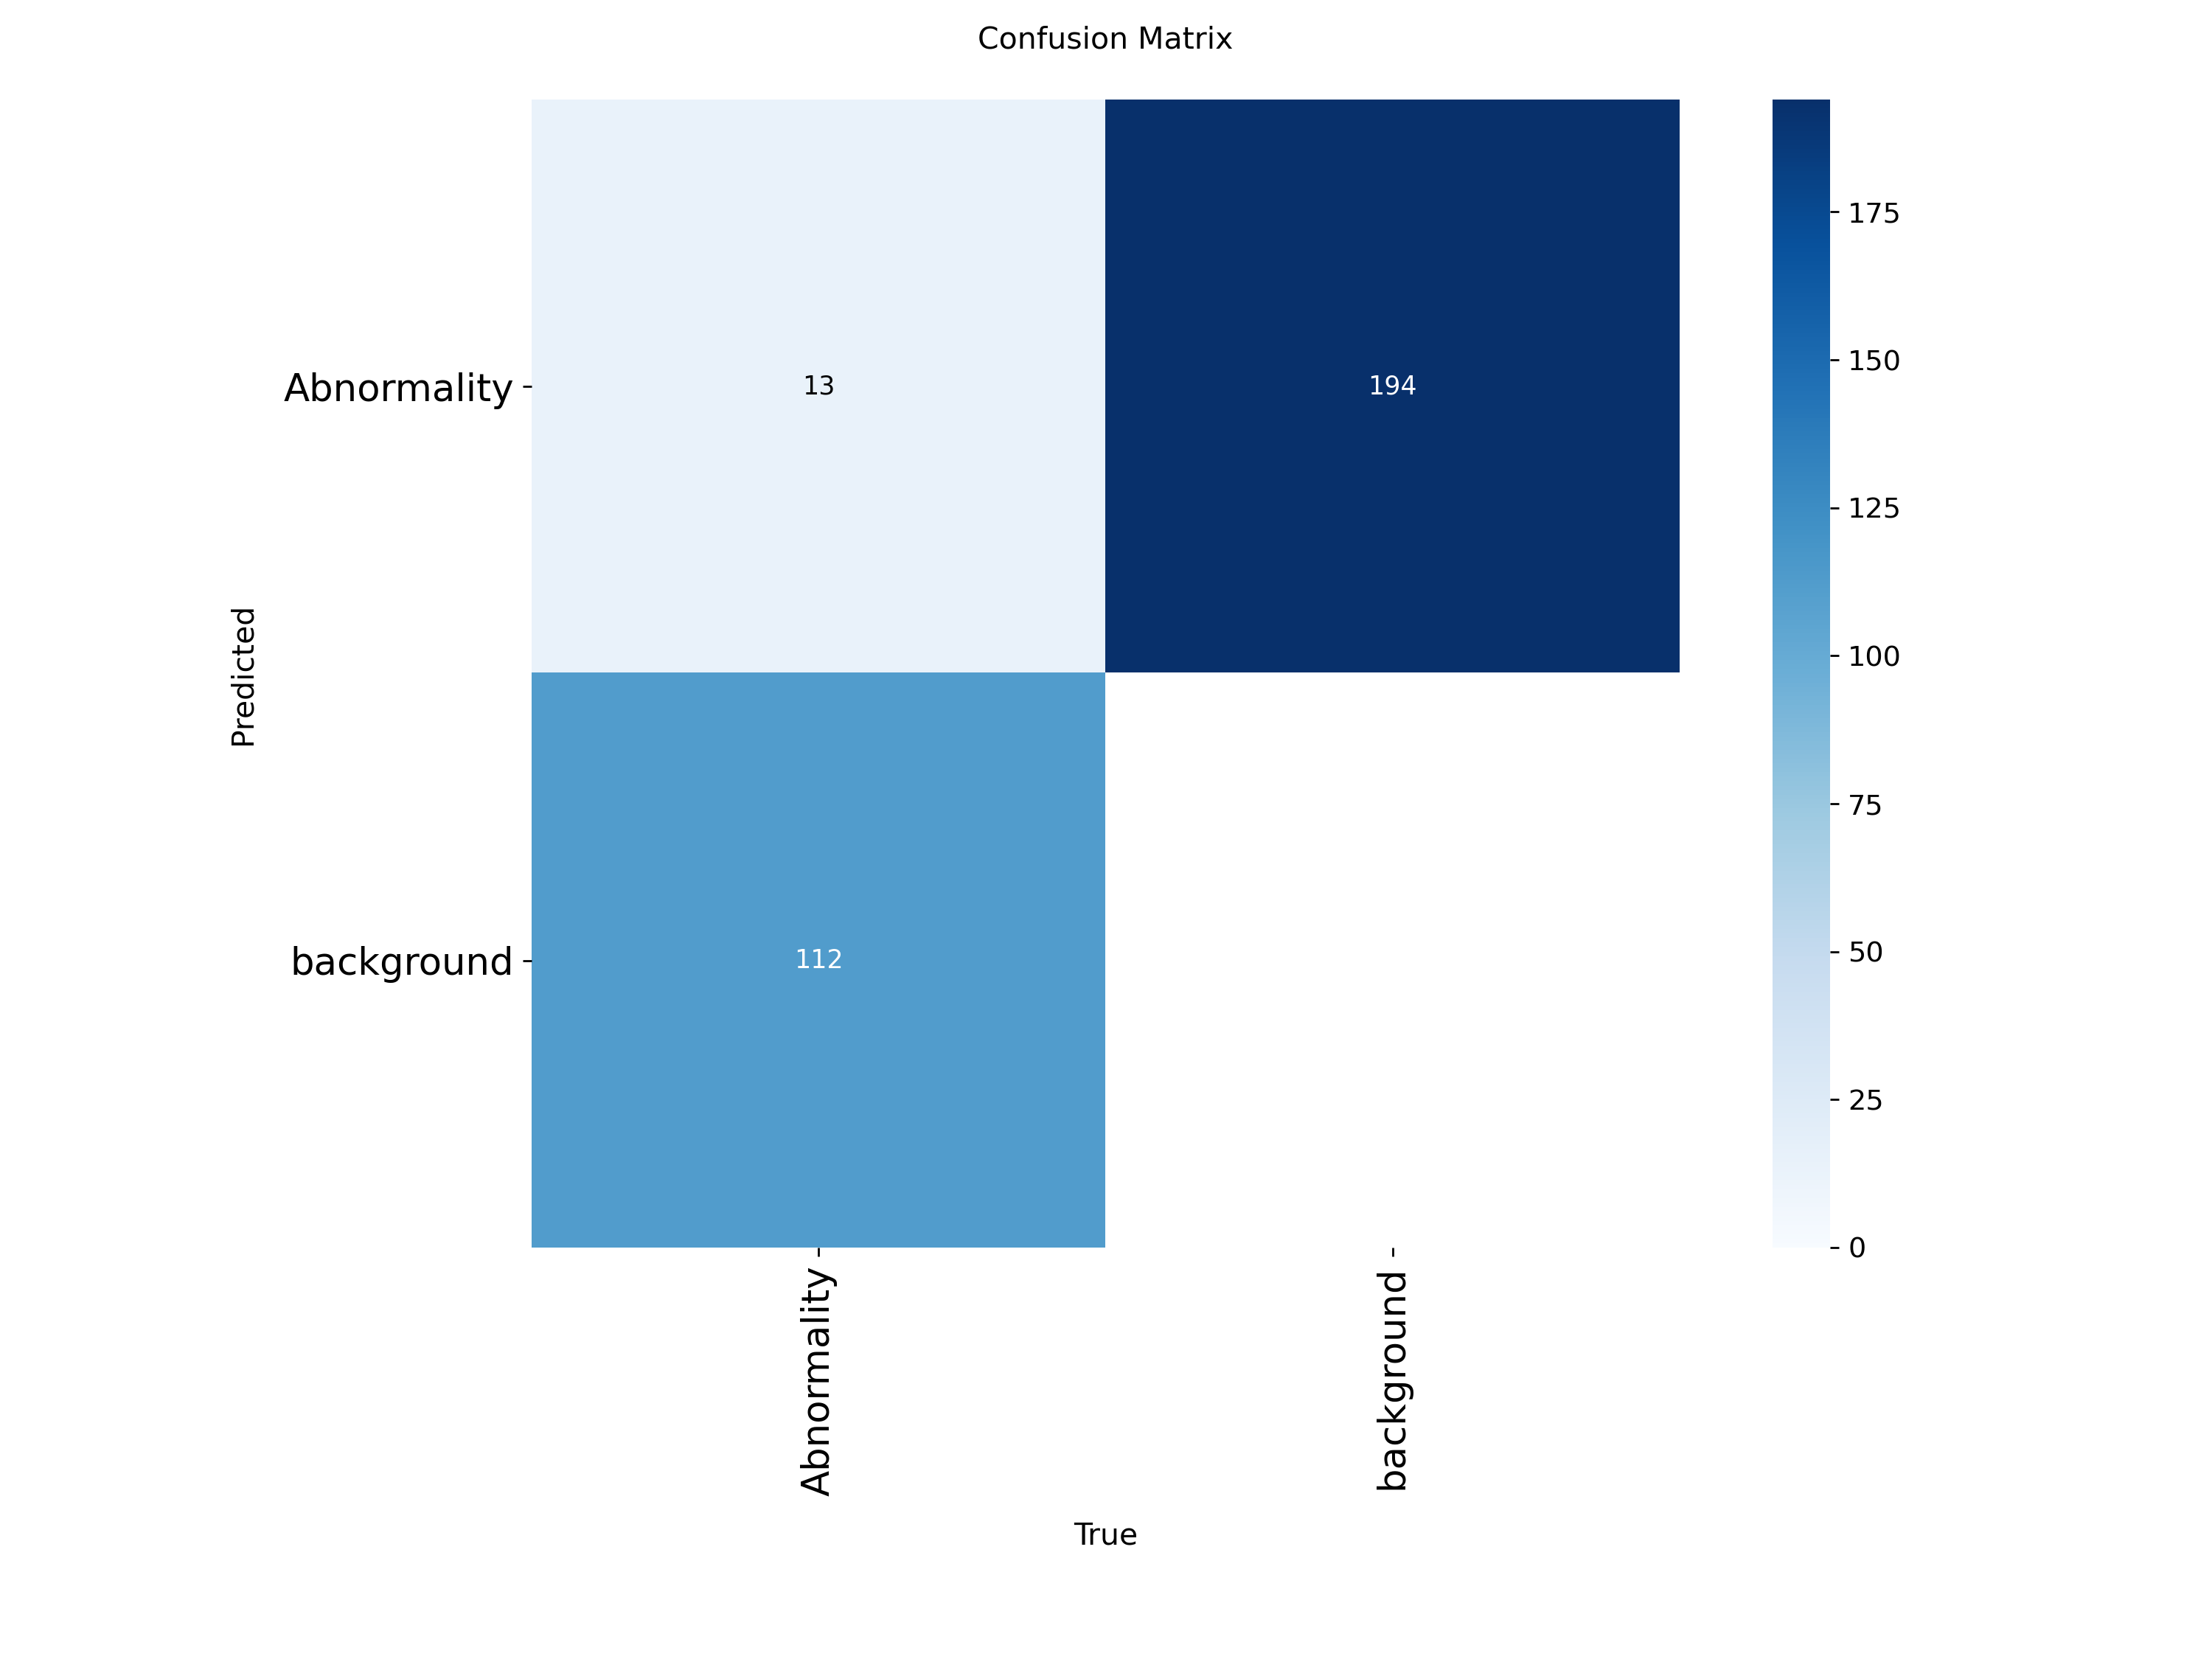 Confusion Matrix
Abnormality
13
194
background
112
Predicted
Abnormality
background
True
175
150
125
100
75
50
25
0